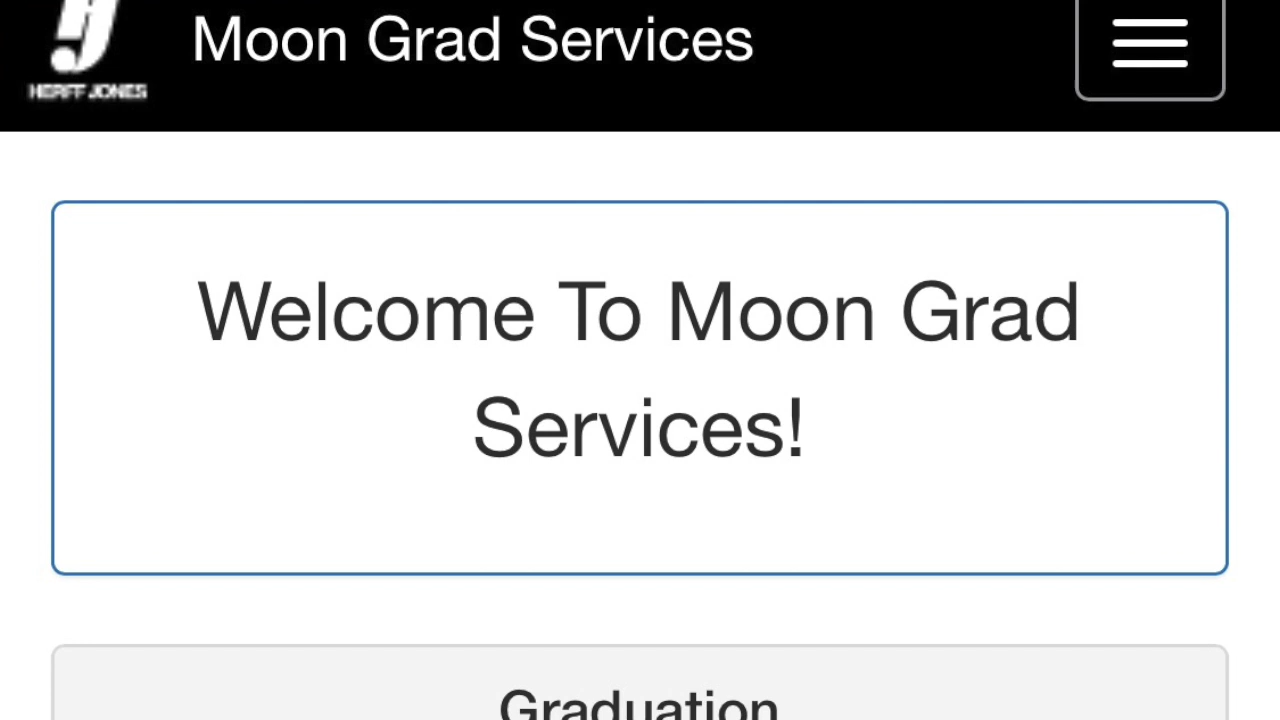 Moon Grad Services
HERFF JONES
Welcome To Moon Grad
Services!
Graduation